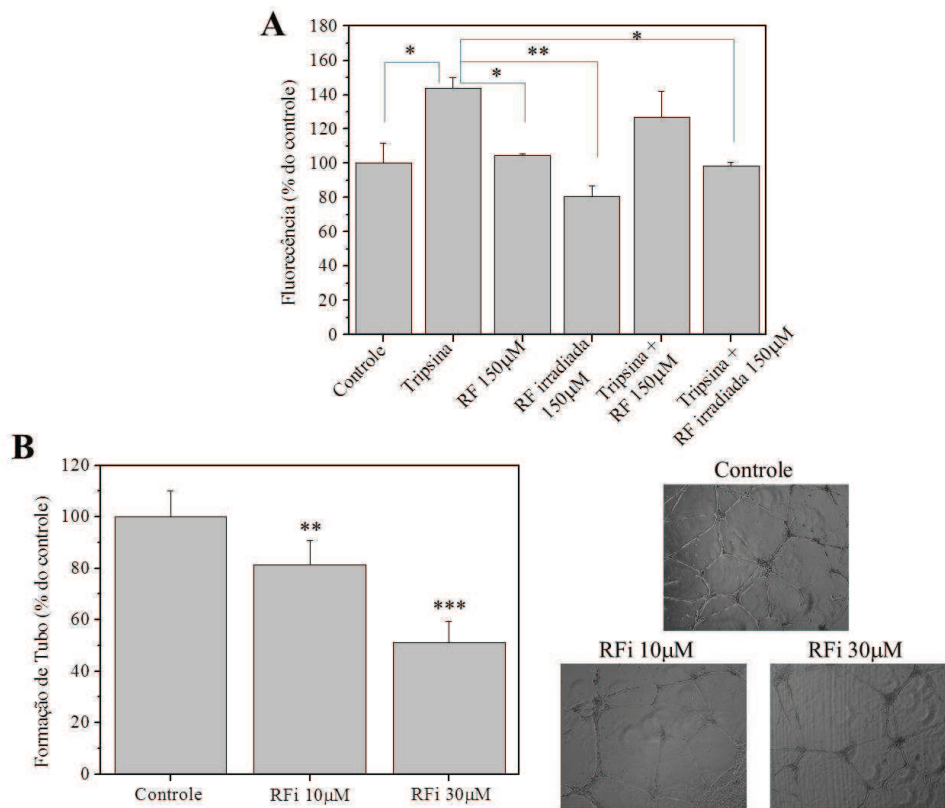 A
Fluorecência (% do controle)
180
160
140
120
100
80
60
40
20
0
*
*
**
*
Controle
Tripsina
RF 150µM
RF irradiada
150µM
Tripsina +
RF 150µM
Tripsina +
RF irradiada 150µM
B
Formação de Tubo (% do controle)
120
100
80
60
40
20
0
**
***
Controle
RFi 10µM
RFi 30µM
Controle
RFi 10µM
RFi 30µM